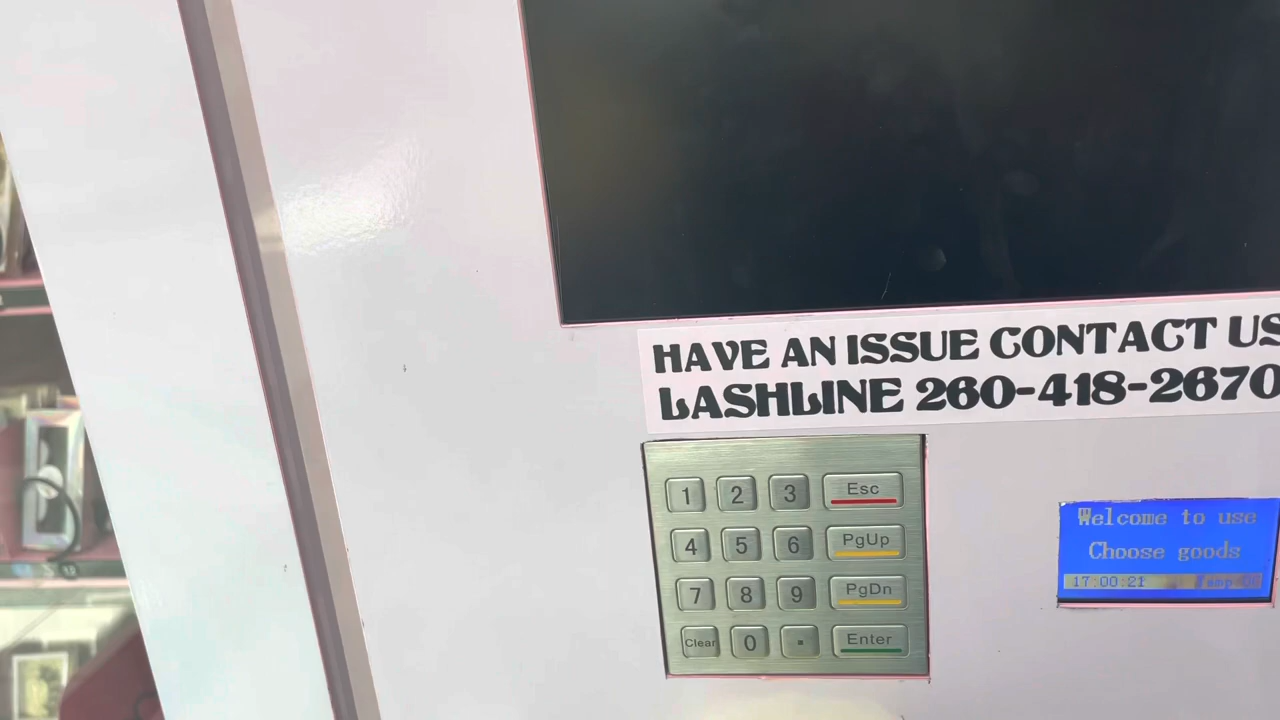 HAVE AN ISSUE CONTACT US
LASHLINE 260-418-2670
1 2 3 Esc
4 5 6 PgUp
7 8 9 PgDn
Clear 0 . Enter
Welcome to use
Choose goods
17:00:21